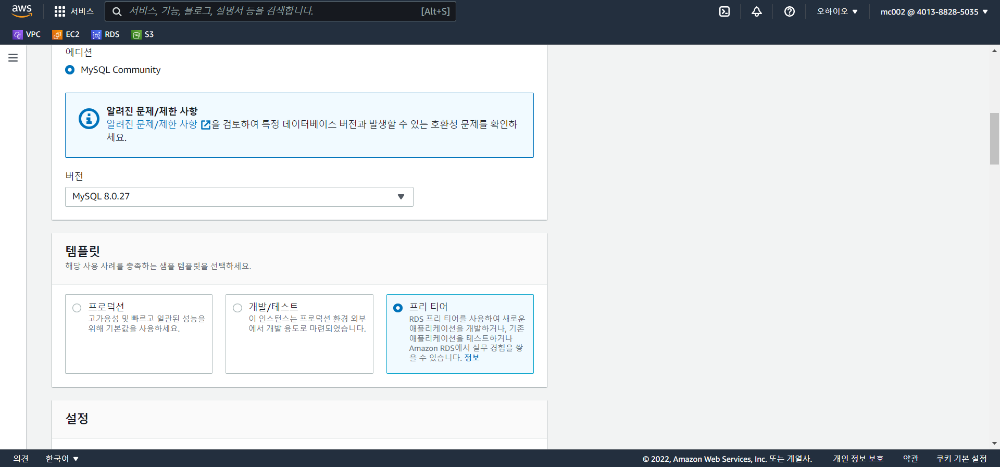 aws
서비스
서비스, 기능, 블로그, 설명서 등을 검색합니다.
[Alt+S]
오하이오 ▼
mc002 @ 4013-8828-5035 ▼
VPC
EC2
RDS
S3
에디션
MySQL Community
알려진 문제/제한 사항
알려진 문제/제한 사항 을 검토하여 특정 데이터베이스 버전과 발생할 수 있는 호환성 문제를 확인하
세요.
버전
MySQL 8.0.27
템플릿
해당 사용 사례를 충족하는 샘플 템플릿을 선택하세요.
프로덕션
고가용성 및 빠르고 일관된 성능을
위해 기본값을 사용하세요.
개발/테스트
이 인스턴스는 프로덕션 환경 외부
에서 개발 용도로 마련되었습니다.
프리 티어
RDS 프리 티어를 사용하여 새로운
애플리케이션을 개발하거나, 기존
애플리케이션을 테스트하거나
Amazon RDS에서 실무 경험을 쌓
을 수 있습니다. 정보
설정
의견
한국어 ▼
© 2022, Amazon Web Services, Inc. 또는 계열사.
개인 정보 보호
약관
쿠키 기본 설정